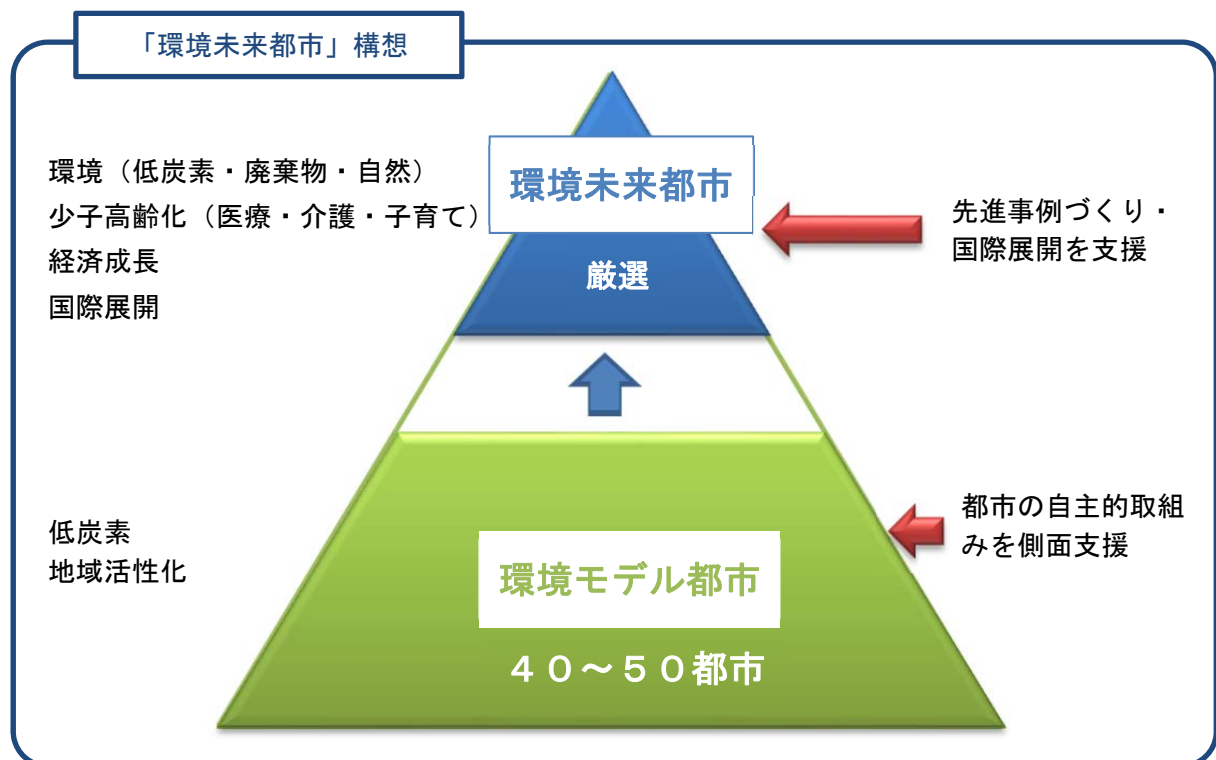 「環境未来都市」構想
環境（低炭素・廃棄物・自然）
少子高齢化（医療・介護・子育て）
経済成長
国際展開
環境未来都市
厳選
先進事例づくり・
国際展開を支援
低炭素
地域活性化
環境モデル都市
４０～５０都市
都市の自主的取組
みを側面支援